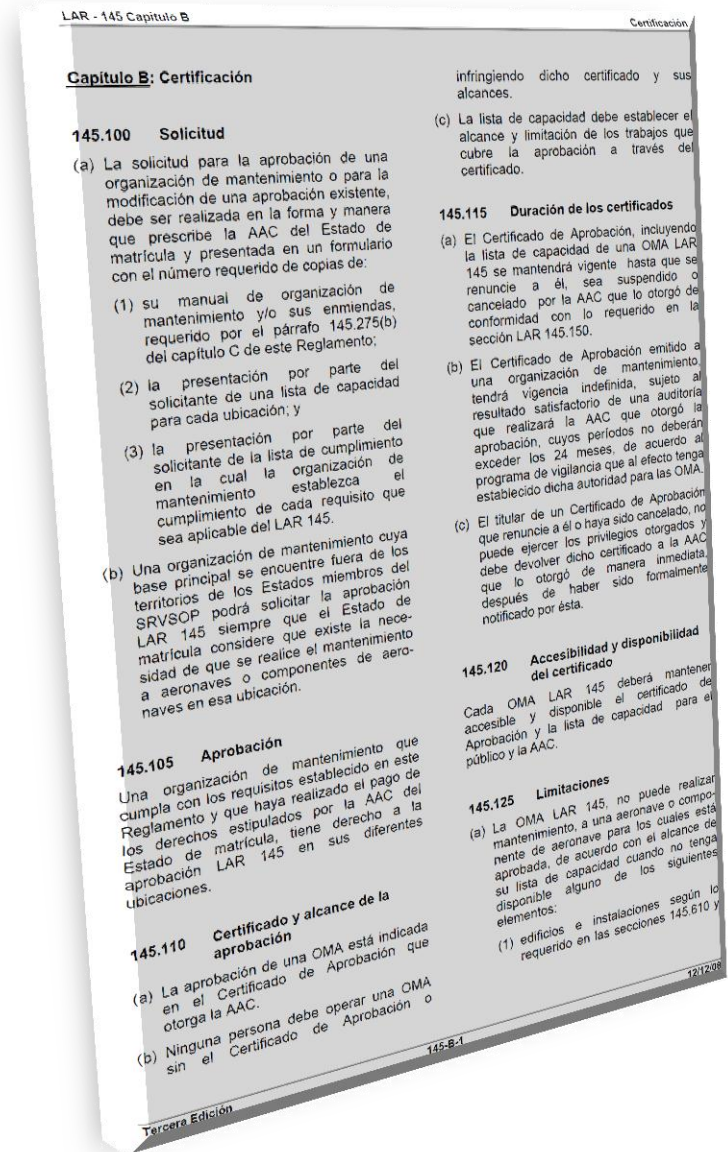 LAR - 145 Capítulo B
Certificación
Capítulo B: Certificación
145.100 Solicitud
(a) La solicitud para la aprobación de una
organización de mantenimiento o para la
modificación de una aprobación existente,
debe ser realizada en la forma y manera
que prescribe la AAC del Estado de
matrícula y presentada en un formulario
con el número requerido de copias de:
(1) su manual de organización de
mantenimiento y/o sus enmiendas,
requerido por el párrafo 145.275(b)
del capítulo C de este Reglamento;
(2) la presentación por parte del
solicitante de una lista de capacidad
para cada ubicación; y
(3) la presentación por parte del
solicitante de la lista de cumplimiento
en la cual la organización de
mantenimiento establezca el
cumplimiento de cada requisito que
sea aplicable del LAR 145.
(b) Una organización de mantenimiento cuya
base principal se encuentre fuera de los
territorios de los Estados miembros del
SRVSOP podrá solicitar la aprobación
LAR 145 siempre que el Estado de
matrícula considere que existe la nece-
sidad de que se realice el mantenimiento
a aeronaves o componentes de aero-
naves en esa ubicación.
145.105 Aprobación
Una organización de mantenimiento que
cumpla con los requisitos establecido en este
Reglamento y que haya realizado el pago de
los derechos estipulados por la AAC del
Estado de matrícula, tiene derecho a la
aprobación LAR 145 en sus diferentes
ubicaciones.
145.110 Certificado y alcance de la
aprobación
(a) La aprobación de una OMA está indicada
en el Certificado de Aprobación que
otorga la AAC.
(b) Ninguna persona debe operar una OMA
sin el Certificado de Aprobación o
infringiendo dicho certificado y sus
alcances.
(c) La lista de capacidad debe establecer el
alcance y limitación de los trabajos que
cubre la aprobación a través del
certificado.
145.115 Duración de los certificados
(a) El Certificado de Aprobación, incluyendo
la lista de capacidad de una OMA LAR
145 se mantendrá vigente hasta que se
renuncie a él, sea suspendido o
cancelado por la AAC que lo otorgó de
conformidad con lo requerido en la
sección LAR 145.150.
(b) El Certificado de Aprobación emitido a
una organización de mantenimiento,
tendrá vigencia indefinida, sujeto al
resultado satisfactorio de una auditoría
que realizará la AAC que otorgó la
aprobación, cuyos períodos no deberán
exceder los 24 meses, de acuerdo al
programa de vigilancia que al efecto tenga
establecido dicha autoridad para las OMA.
(c) El titular de un Certificado de Aprobación
que renuncie a él o haya sido cancelado, no
puede ejercer los privilegios otorgados y
debe devolver dicho certificado a la AAC
que lo otorgó de manera inmediata,
después de haber sido formalmente
notificado por ésta.
145.120 Accesibilidad y disponibilidad
del certificado
Cada OMA LAR 145 deberá mantener
accesible y disponible el certificado de
Aprobación y la lista de capacidad para el
público y la AAC.
145.125 Limitaciones
(a) La OMA LAR 145, no puede realizar
mantenimiento, a una aeronave o compo-
nente de aeronave para los cuales está
aprobada, de acuerdo con el alcance de
su lista de capacidad cuando no tenga
disponible alguno de los siguientes
elementos:
(1) edificios e instalaciones según lo
requerido en las secciones 145.610 y
Tercera Edición
145-B-1
12/12/08